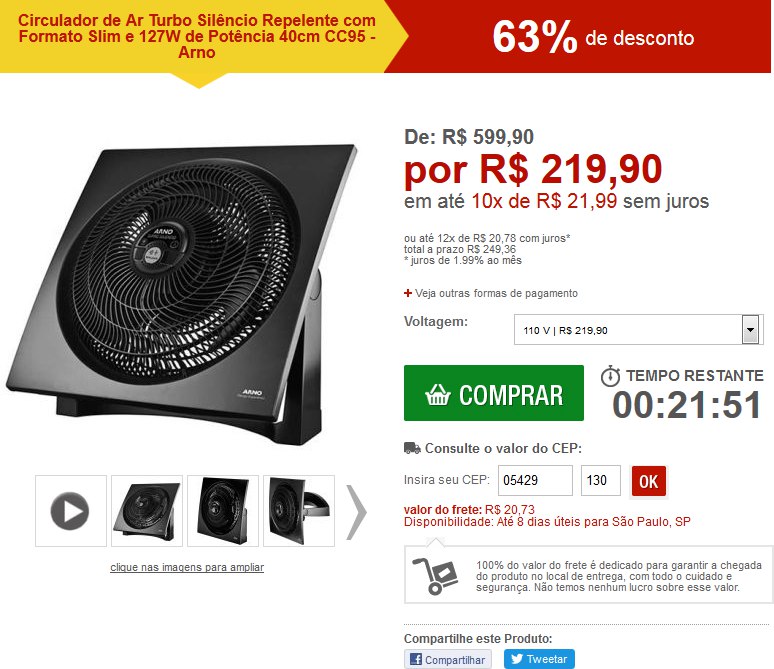 Circulador de Ar Turbo Silêncio Repelente com
Formato Slim e 127W de Potência 40cm CC95 -
Arno
63% de desconto
De: R$ 599,90
por R$ 219,90
em até 10x de R$ 21,99 sem juros
ou até 12x de R$ 20,78 com juros*
total a prazo R$ 249,36
* juros de 1.99% ao mês
+ Veja outras formas de pagamento
Voltagem:
110 V | R$ 219,90
COMPRAR
TEMPO RESTANTE
00:21:51
Consulte o valor do CEP:
Insira seu CEP: 05429 130 OK
valor do frete: R$ 20,73
Disponibilidade: Até 8 dias úteis para São Paulo, SP
100% do valor do frete é dedicado para garantir a chegada
do produto no local de entrega, com todo o cuidado e
segurança. Não temos nenhum lucro sobre esse valor.
Compartilhe este Produto:
Compartilhar
Tweetar
ARNO
ARNO
clique nas imagens para ampliar